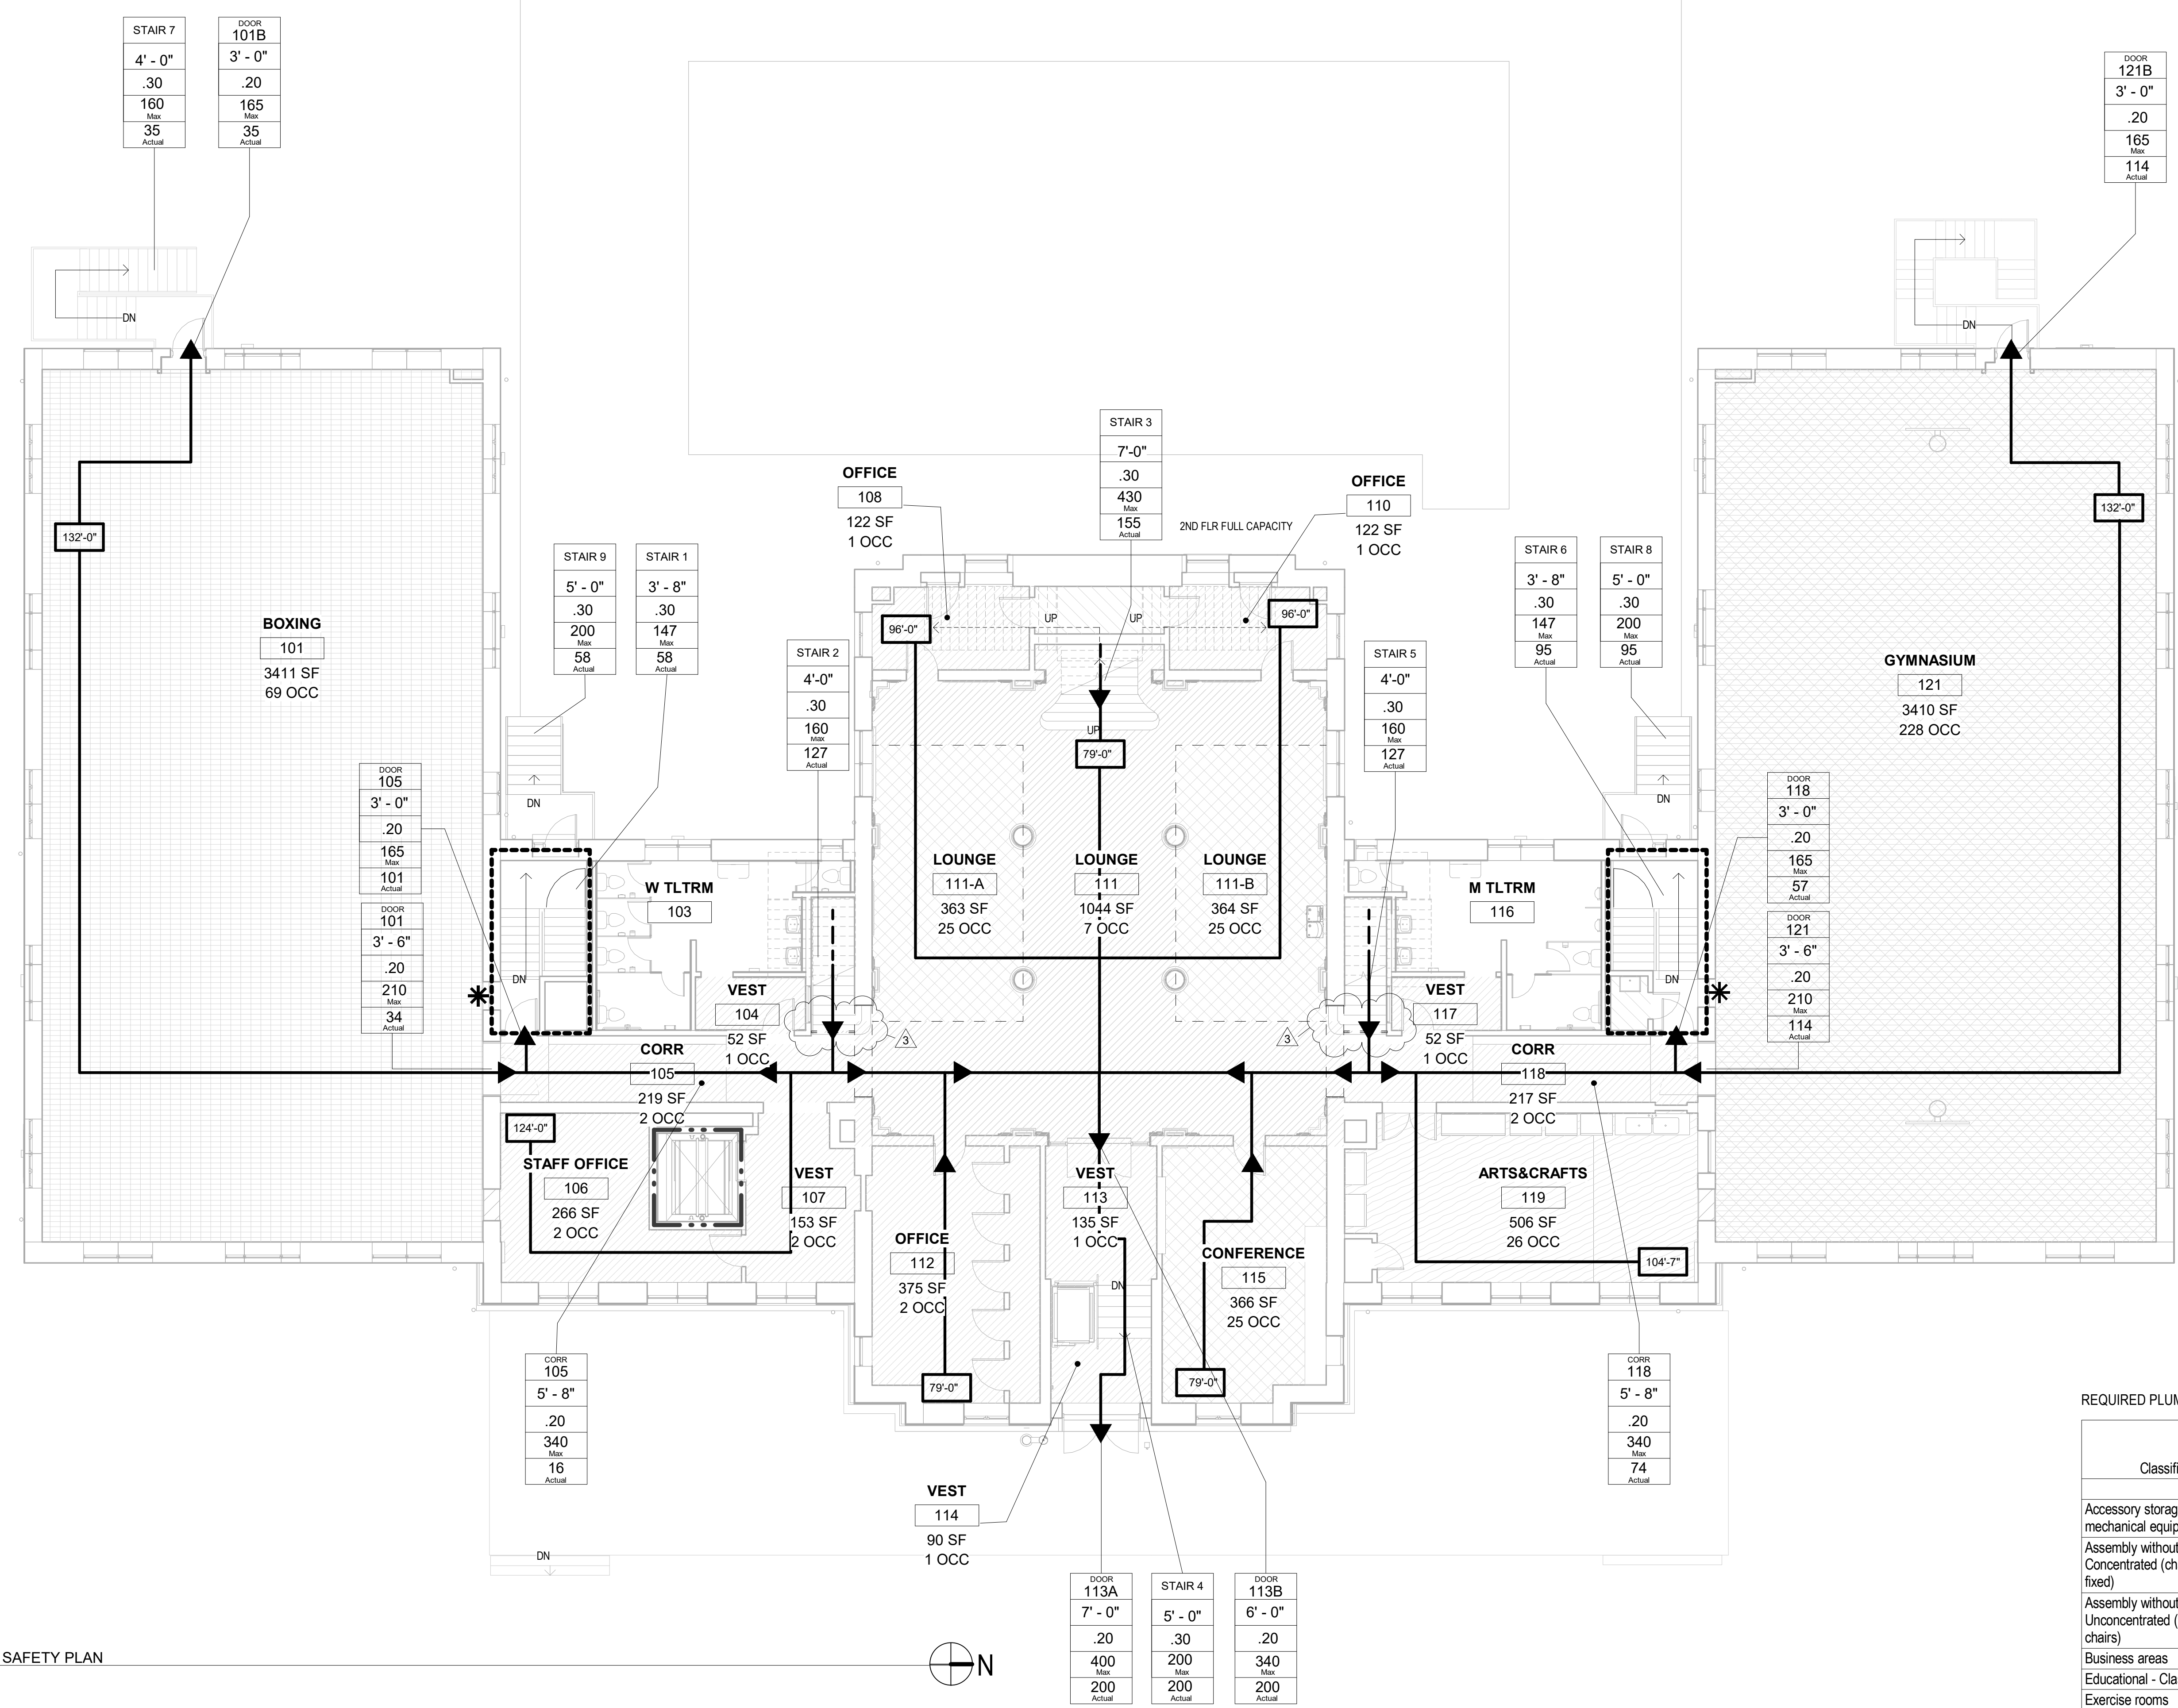 STAIR 7
4' - 0"
.30
160
Max
35
Actual
DOOR
101B
3' - 0"
.20
165
Max
35
Actual
DOOR
121B
3' - 0"
.20
165
Max
114
Actual
DN
DN
STAIR 3
7'-0"
.30
430
Max
155
Actual
2ND FLR FULL CAPACITY
OFFICE
108
122 SF
1 OCC
OFFICE
110
122 SF
1 OCC
132'-0"
132'-0"
STAIR 9
5' - 0"
.30
200
Max
58
Actual
STAIR 1
3' - 8"
.30
147
Max
58
Actual
STAIR 6
3' - 8"
.30
147
Max
95
Actual
STAIR 8
5' - 0"
.30
200
Max
95
Actual
BOXING
101
3411 SF
69 OCC
96'-0"
UP
UP
96'-0"
STAIR 2
4'-0"
.30
160
Max
127
Actual
STAIR 5
4'-0"
.30
160
Max
127
Actual
GYMNASIUM
121
3410 SF
228 OCC
UP
79'-0"
DOOR
105
3' - 0"
.20
165
Max
101
Actual
DOOR
101
3' - 6"
.20
210
Max
34
Actual
DN
DN
DOOR
118
3' - 0"
.20
165
Max
57
Actual
DOOR
121
3' - 6"
.20
210
Max
114
Actual
W TLTRM
103
LOUNGE
111-A
363 SF
25 OCC
LOUNGE
111
1044 SF
7 OCC
LOUNGE
111-B
364 SF
25 OCC
M TLTRM
116
DN
DN
VEST
104
52 SF
1 OCC
3
3
VEST
117
52 SF
1 OCC
CORR
105
219 SF
2 OCC
CORR
118
217 SF
2 OCC
124'-0"
STAFF OFFICE
106
266 SF
2 OCC
VEST
107
153 SF
2 OCC
OFFICE
112
375 SF
2 OCC
VEST
113
135 SF
1 OCC
DN
CONFERENCE
115
366 SF
25 OCC
ARTS&CRAFTS
119
506 SF
26 OCC
104'-7"
79'-0"
79'-0"
CORR
105
5' - 8"
.20
340
Max
16
Actual
CORR
118
5' - 8"
.20
340
Max
74
Actual
VEST
114
90 SF
1 OCC
DN
DOOR
113A
7' - 0"
.20
400
Max
200
Actual
STAIR 4
5' - 0"
.30
200
Max
200
Actual
DOOR
113B
6' - 0"
.20
340
Max
200
Actual
SAFETY PLAN
N
REQUIRED PLUM
Classifi
Accessory storag
mechanical equip
Assembly without
Concentrated (ch
fixed)
Assembly without
Unconcentrated (
chairs)
Business areas
Educational - Cla
Exercise rooms